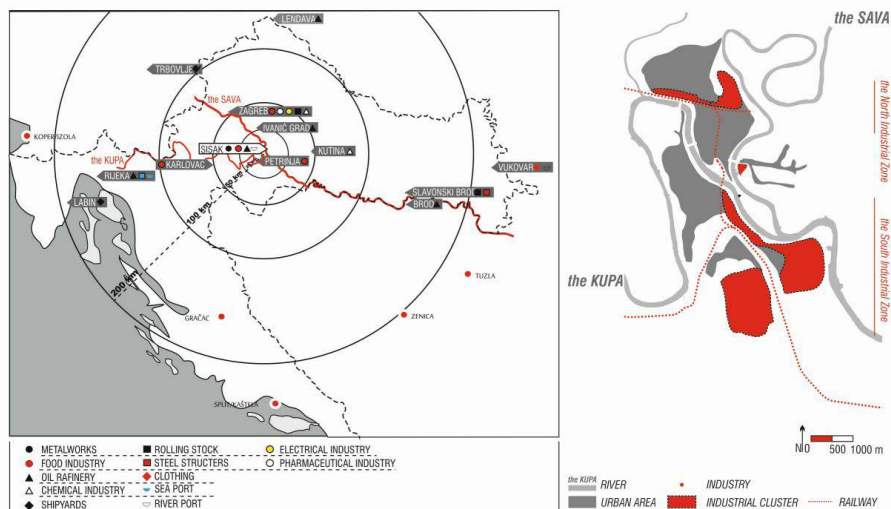 LENDAVA
TRBOVLJE
the SAVA
ZAGREB
IVANIĆ GRAD
KOPER/IZOLA
SISAK
KUTINA
the KUPA
KARLOVAC
PETRINJA
VUKOVAR
RIJEKA
LABIN
50 km
SLAVONSKI BROD
BROD
100 km
200 km
TUZLA
GRAČAC
ZENICA
SPLIT/KAŠTELA
METALWORKS
ROLLING STOCK
ELECTRICAL INDUSTRY
FOOD INDUSTRY
STEEL STRUCTERS
PHARMACEUTICAL INDUSTRY
OIL RAFINERY
CLOTHING
CHEMICAL INDUSTRY
SEA PORT
SHIPYARDS
RIVER PORT
the SAVA
the North Industrial Zone
the South Industrial Zone
the KUPA
N 0 500 1000 m
the KUPA RIVER
INDUSTRY
URBAN AREA
INDUSTRIAL CLUSTER
RAILWAY